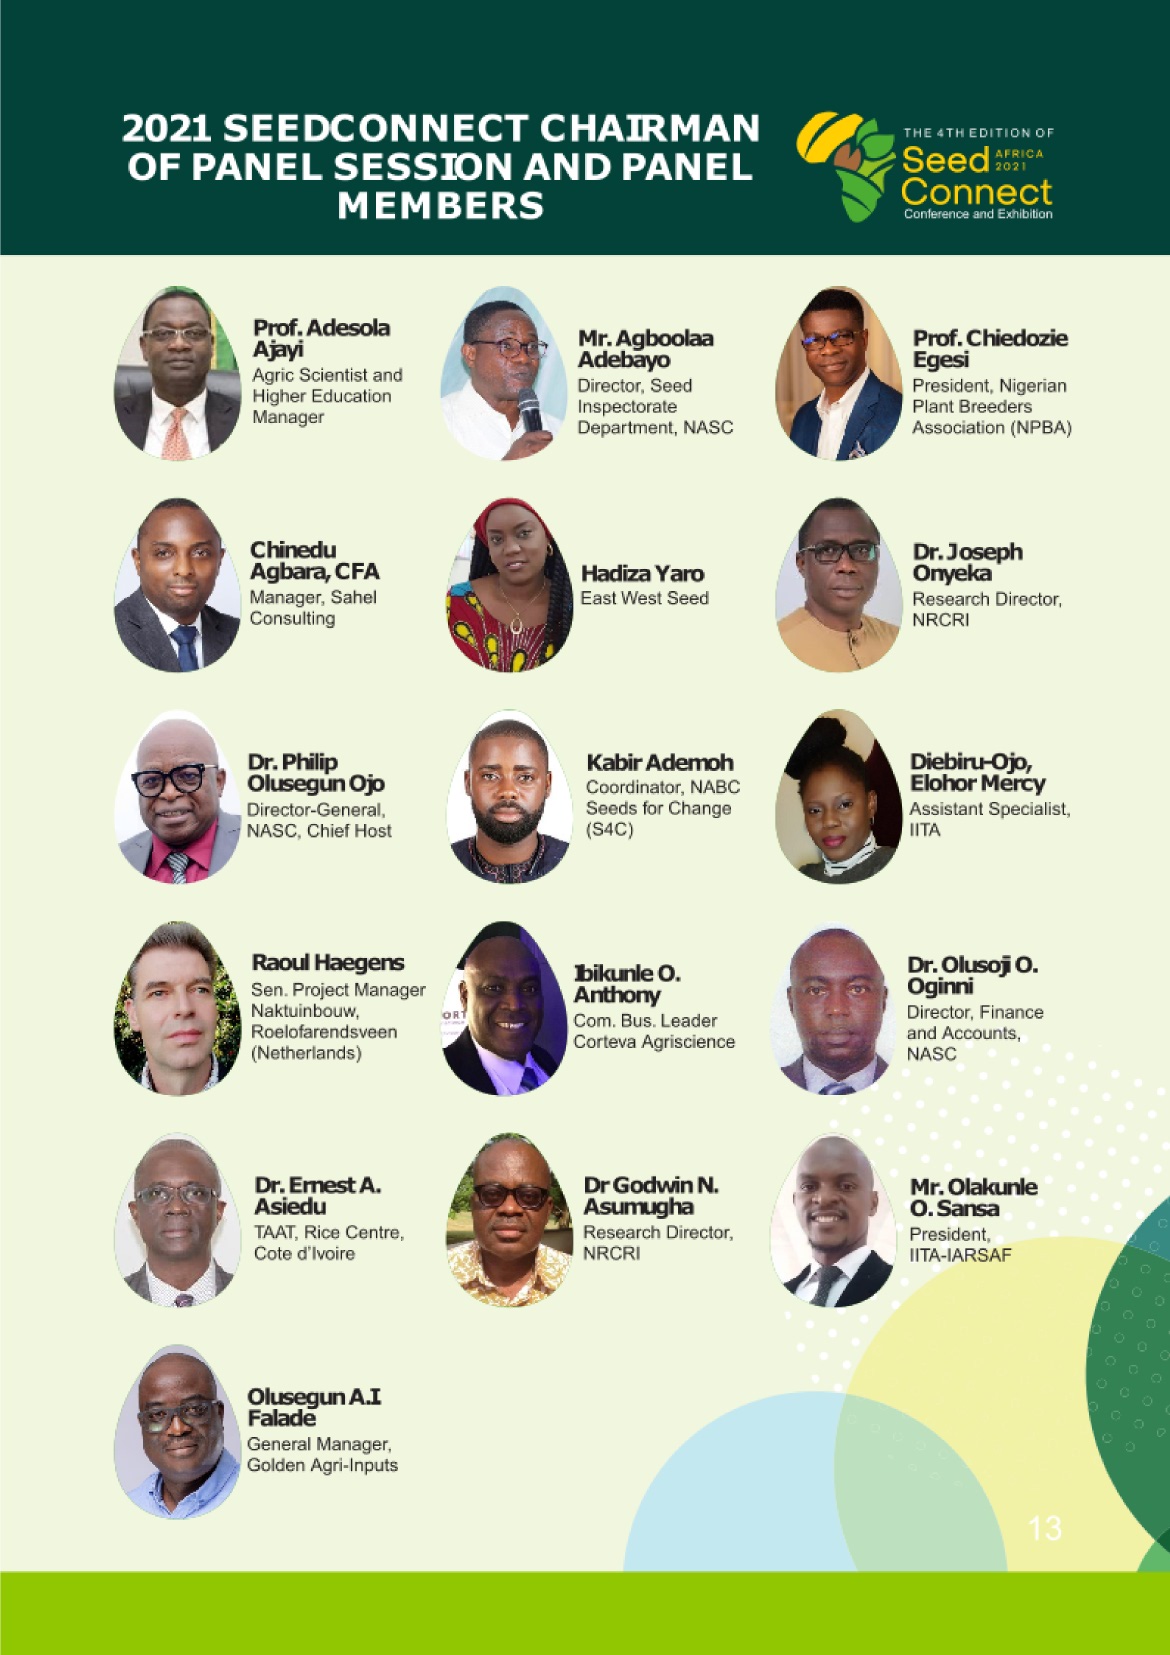 2021 SEEDCONNECT CHAIRMAN
OF PANEL SESSION AND PANEL
MEMBERS
THE 4TH EDITION OF
Seed AFRICA
2021
Connect
Conference and Exhibition
Prof. Adesola
Ajayi
Agric Scientist and
Higher Education
Manager
Mr. Agboolaa
Adebayo
Director, Seed
Inspectorate
Department, NASC
Prof. Chiedozie
Egesi
President, Nigerian
Plant Breeders
Association (NPBA)
Chinedu
Agbara, CFA
Manager, Sahel
Consulting
Hadiza Yaro
East West Seed
Dr. Joseph
Onyeka
Research Director,
NRCRI
Dr. Philip
Olusegun Ojo
Director-General,
NASC, Chief Host
Kabir Ademoh
Coordinator, NABC
Seeds for Change
(S4C)
Diebiru-Ojo,
Elohor Mercy
Assistant Specialist,
IITA
Raoul Haegens
Sen. Project Manager
Naktuinbouw,
Roelofarendsveen
(Netherlands)
ORT
Ibikunle O.
Anthony
Com. Bus. Leader
Corteva Agriscience
Dr. Olusoji O.
Oginni
Director, Finance
and Accounts,
NASC
Dr. Ernest A.
Asiedu
TAAT, Rice Centre,
Cote d'Ivoire
Dr Godwin N.
Asumugha
Research Director,
NRCRI
Mr. Olakunle
O. Sansa
President,
IITA-IARSAF
Olusegun A.I
Falade
General Manager,
Golden Agri-Inputs
13